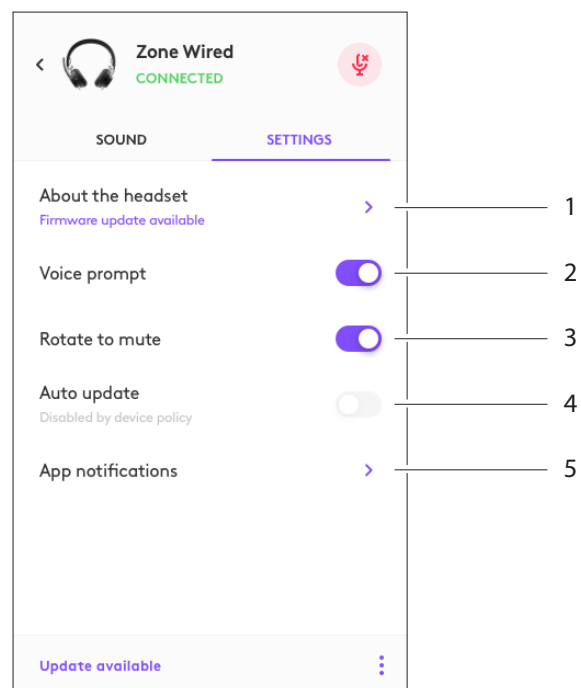 Zone Wired
CONNECTED
SOUND SETTINGS
About the headset
Firmware update available
1
Voice prompt
2
Rotate to mute
3
Auto update
Disabled by device policy
4
App notifications
5
Update available